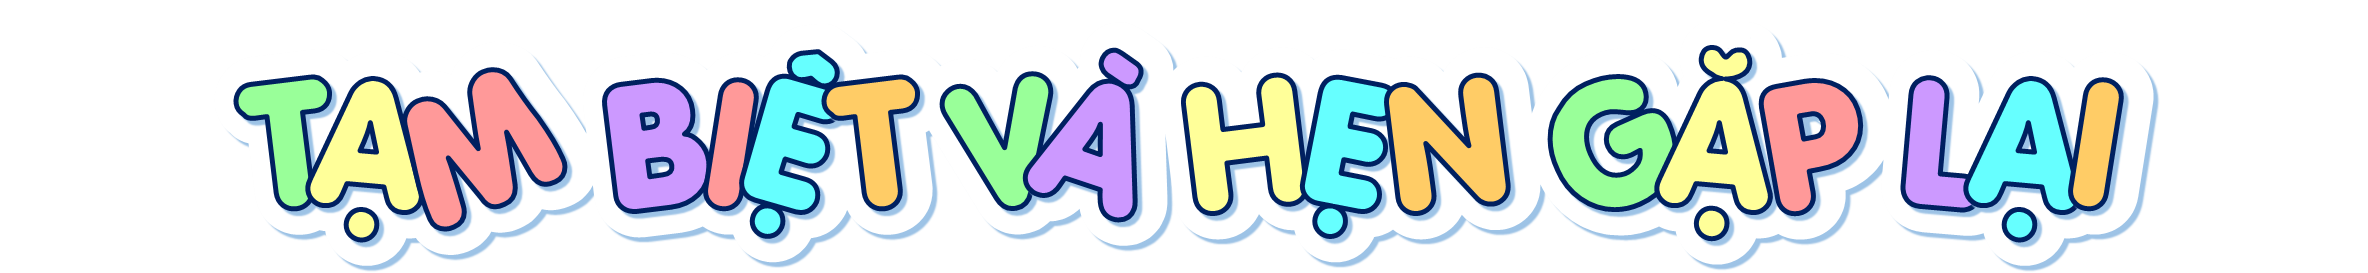 TẠM BIỆT VÀ HẸN GẶP LẠI